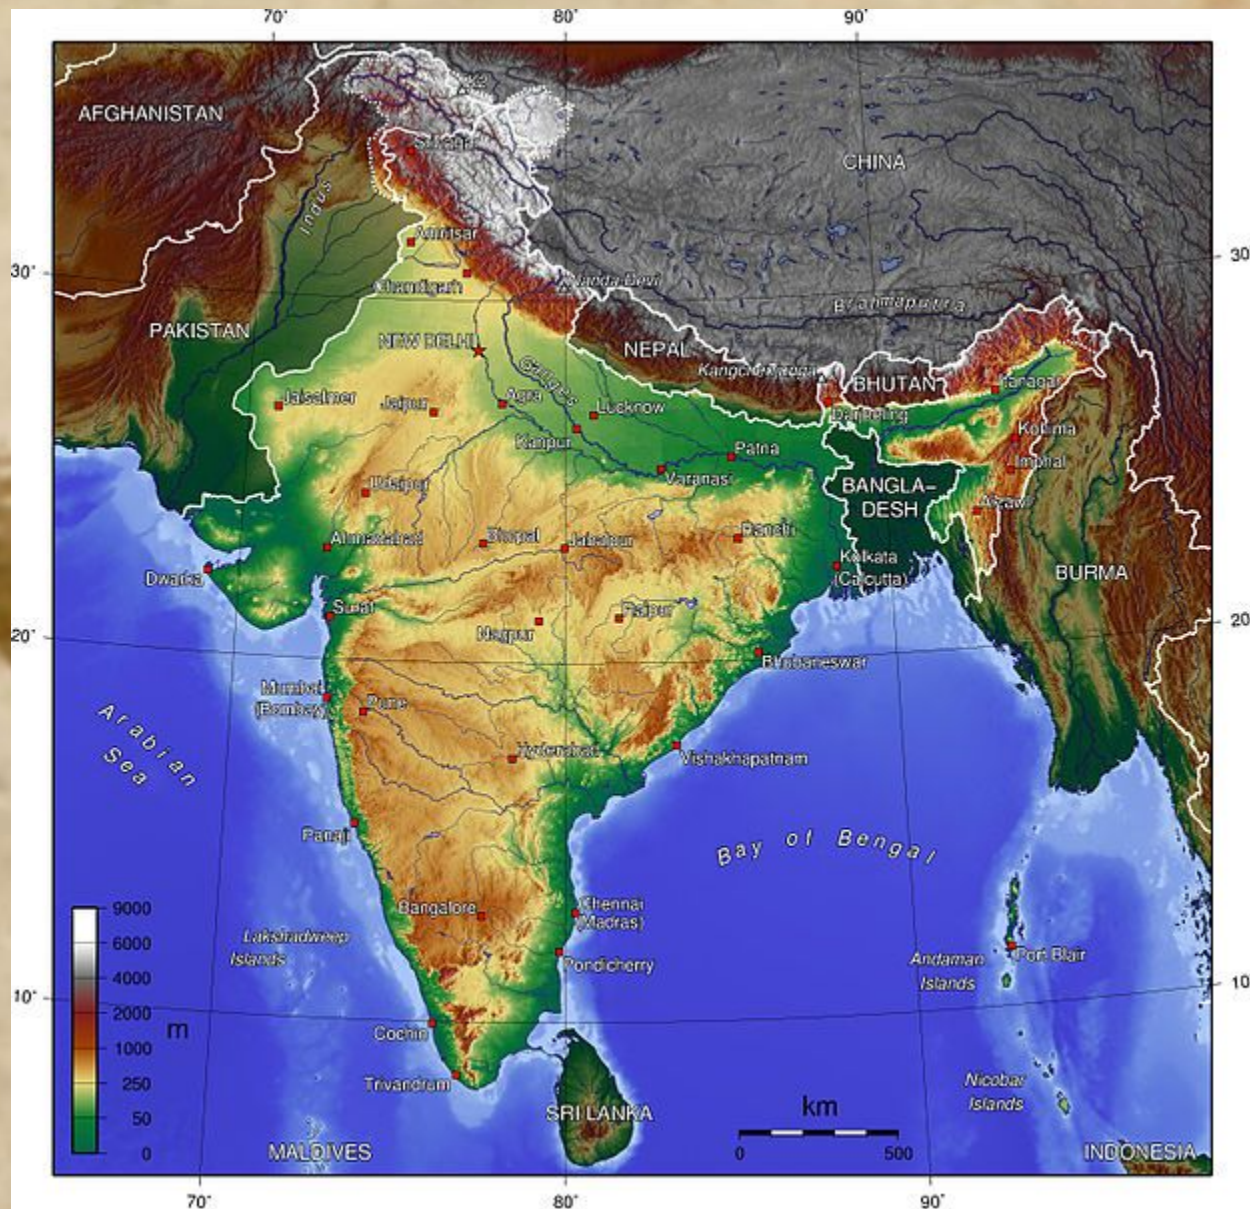 70°
80°
90°
AFGHANISTAN
CHINA
Indus
Amritsar
30°
30°
Nanda Devi
Chandigarh
Brahmaputra
PAKISTAN
NEW DELHI
NEPAL
BHUTAN
Ganges
Jaisalmer
Jaipur
Agra
Lucknow
Darjeeling
Kanpur
Kohima
Patna
Imphal
Varanasi
Udaipur
BANGLA-
DESH
Aizawl
Ahmadabad
Bhopal
Jabalpur
Ranchi
Dwarka
Kolkata
(Calcutta)
BURMA
Surat
Nagpur
Raipur
20°
20°
Bhubaneswar
Mumbai
(Bombay)
Pune
Arabian
Sea
Hyderabad
Vishakhapatnam
Panaji
Bay of Bengal
Bangalore
Chennai
(Madras)
9000
6000
4000
2000
1000
250
50
0
m
Lakshadweep
Islands
Pondicherry
Andaman
Islands
Port Blair
10°
10°
Cochin
Trivandrum
Nicobar
Islands
SRI LANKA
km
0
500
MALDIVES
INDONESIA
70°
80°
90°